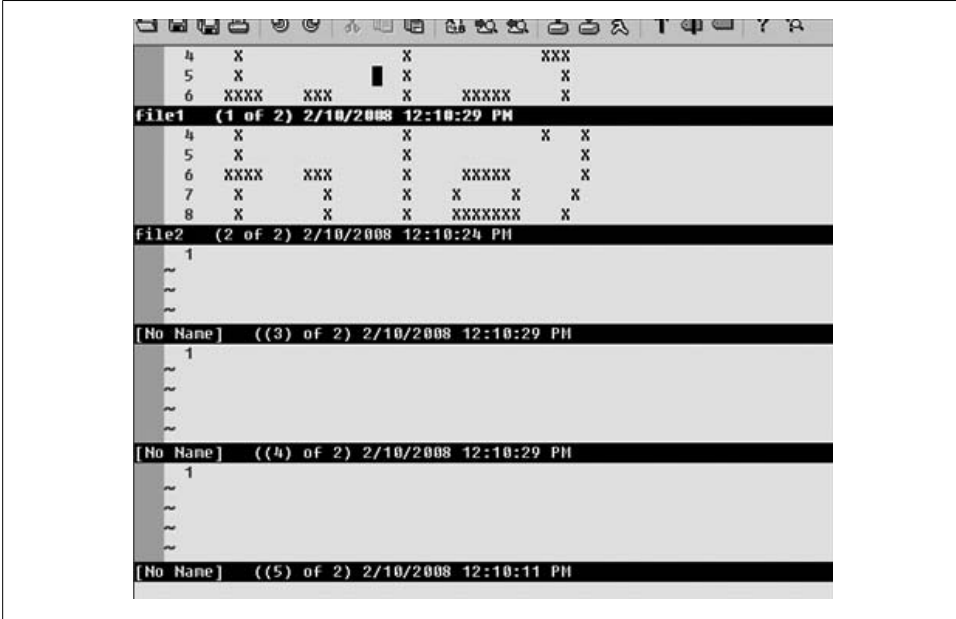 4 X X XXX
5 X X X
6 XXXX XXX X XXXXX X
file1 (1 of 2) 2/10/2008 12:10:29 PM
4 X X X X
5 X X X
6 XXXX XXX X XXXXX X
7 X X X X X X
8 X X X XXXXXXX X
file2 (2 of 2) 2/10/2008 12:10:24 PM
1
~
~
~
[No Name] ((3) of 2) 2/10/2008 12:10:29 PM
1
~
~
~
~
[No Name] ((4) of 2) 2/10/2008 12:10:29 PM
1
~
~
~
~
[No Name] ((5) of 2) 2/10/2008 12:10:11 PM